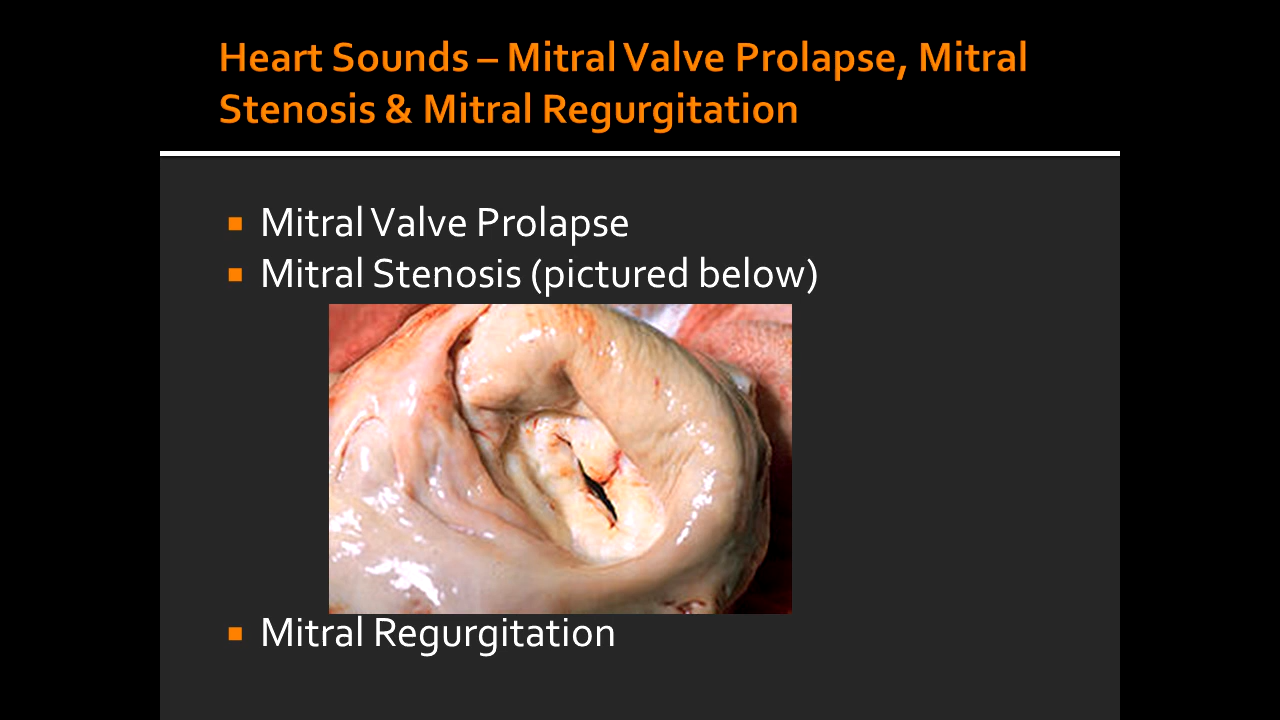 Heart Sounds – Mitral Valve Prolapse, Mitral
Stenosis & Mitral Regurgitation
Mitral Valve Prolapse
Mitral Stenosis (pictured below)
Mitral Regurgitation